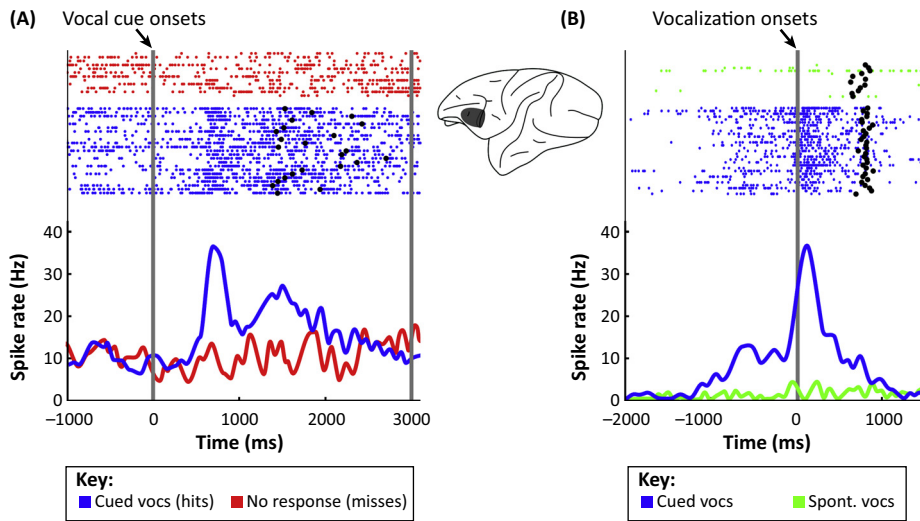 (A) Vocal cue onsets
40
30
20
10
0
Spike rate (Hz)
–1000 0 1000 2000 3000
Time (ms)
Key:
Cued vocs (hits) No response (misses)
(B) Vocalization onsets
40
30
20
10
0
Spike rate (Hz)
–2000 –1000 0 1000
Time (ms)
Key:
Cued vocs Spont. vocs